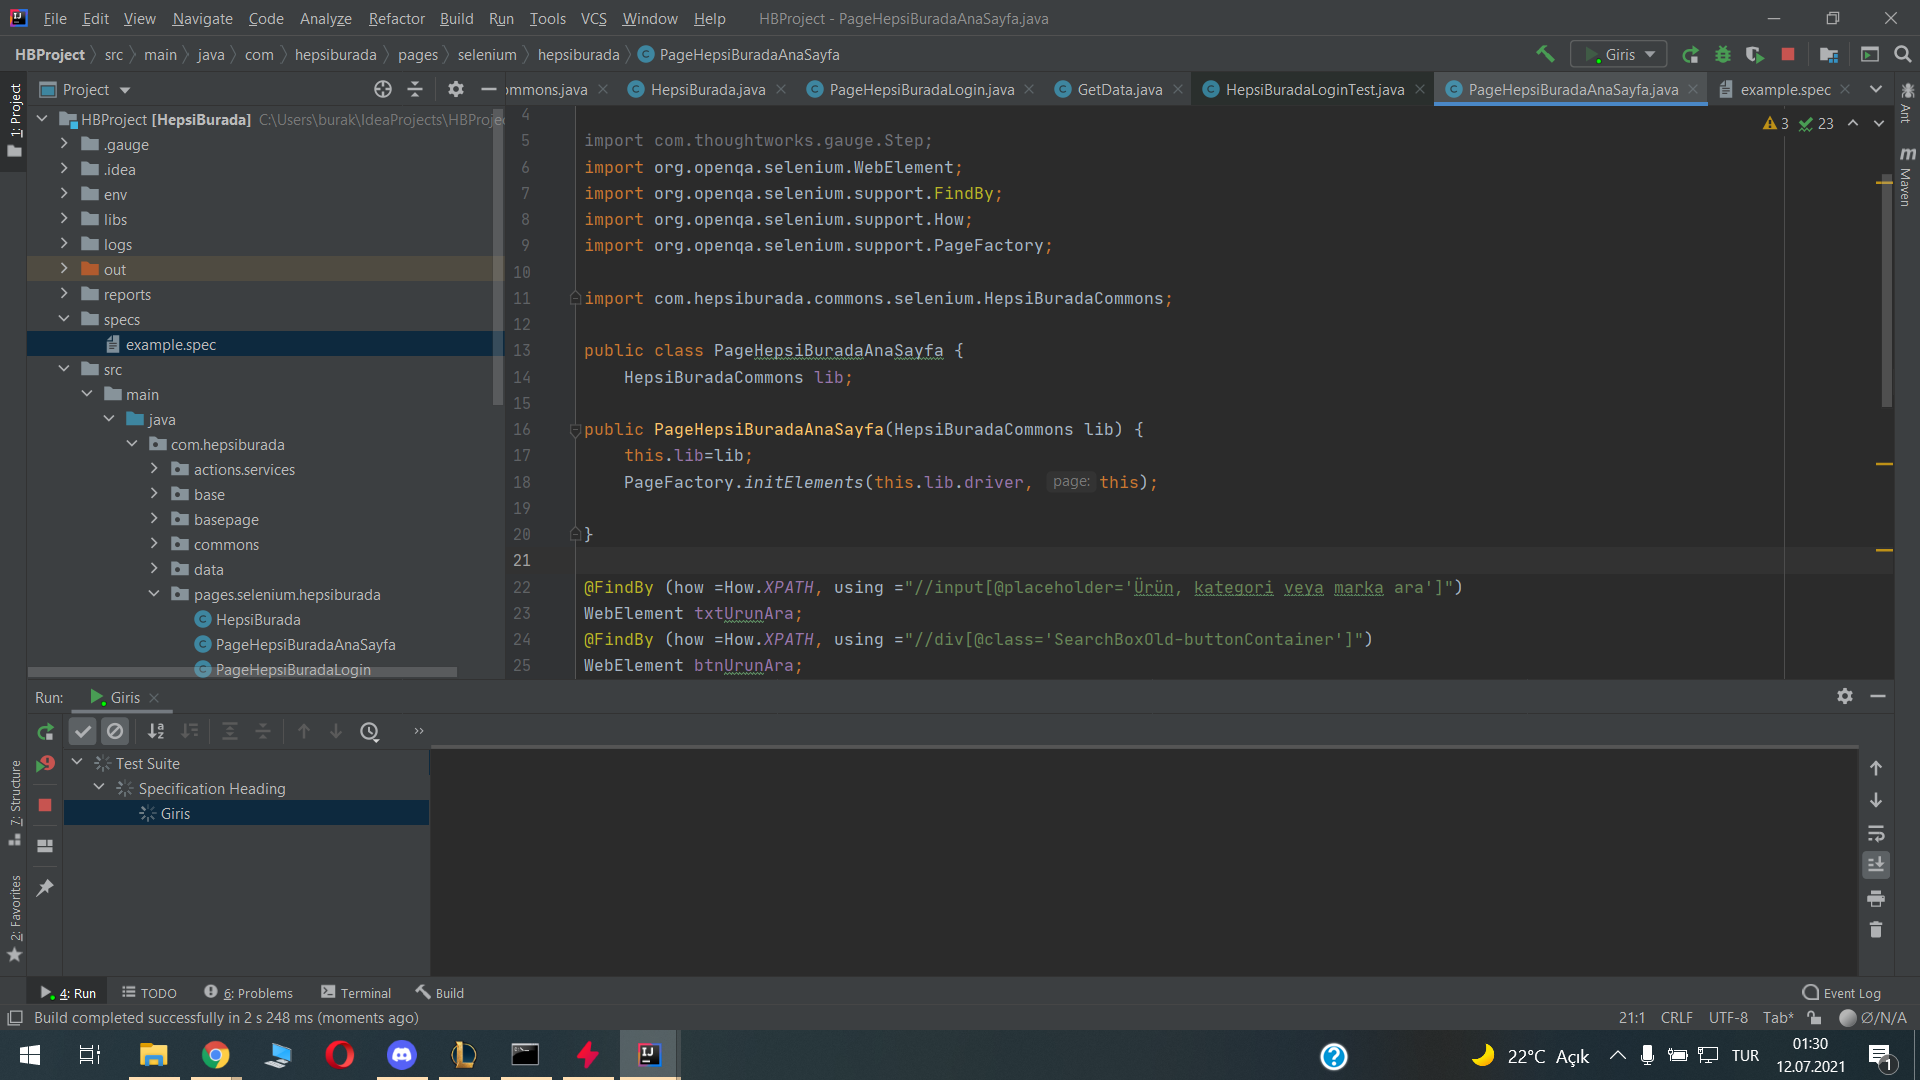 File Edit View Navigate Code Analyze Refactor Build Run Tools VCS Window Help HBProject - PageHepsiBuradaAnaSayfa.java
HBProject src main java com hepsiburada pages selenium hepsiburada PageHepsiBuradaAnaSayfa
Giris
1: Project
Project
ommons.java HepsiBurada.java PageHepsiBuradaLogin.java GetData.java HepsiBuradaLoginTest.java PageHepsiBuradaAnaSayfa.java example.spec
HBProject [HepsiBurada] C:\Users\burak\IdeaProjects\HBProjec
.gauge
.idea
env
libs
logs
out
reports
specs
example.spec
src
main
java
com.hepsiburada
actions.services
base
basepage
commons
data
pages.selenium.hepsiburada
HepsiBurada
PageHepsiBuradaAnaSayfa
PageHepsiBuradaLogin
3 23
4
5 import com.thoughtworks.gauge.Step;
6 import org.openqa.selenium.WebElement;
7 import org.openqa.selenium.support.FindBy;
8 import org.openqa.selenium.support.How;
9 import org.openqa.selenium.support.PageFactory;
10
11 import com.hepsiburada.commons.selenium.HepsiBuradaCommons;
12
13 public class PageHepsiBuradaAnaSayfa {
14 HepsiBuradaCommons lib;
15
16 public PageHepsiBuradaAnaSayfa(HepsiBuradaCommons lib) {
17 this.lib=lib;
18 PageFactory.initElements(this.lib.driver, page: this);
19
20 }
21
22 @FindBy (how =How.XPATH, using ="//input[@placeholder='Ürün, kategori veya marka ara']")
23 WebElement txtUrunAra;
24 @FindBy (how =How.XPATH, using ="//div[@class='SearchBoxOld-buttonContainer']")
25 WebElement btnUrunAra;
Ant
Maven
Run: Giris
Test Suite
Specification Heading
Giris
7: Structure
2: Favorites
4: Run TODO 6: Problems Terminal Build Event Log
Build completed successfully in 2 s 248 ms (moments ago) 21:1 CRLF UTF-8 Tab* Ø/N/A
22°C Açık TUR 01:30
12.07.2021
1